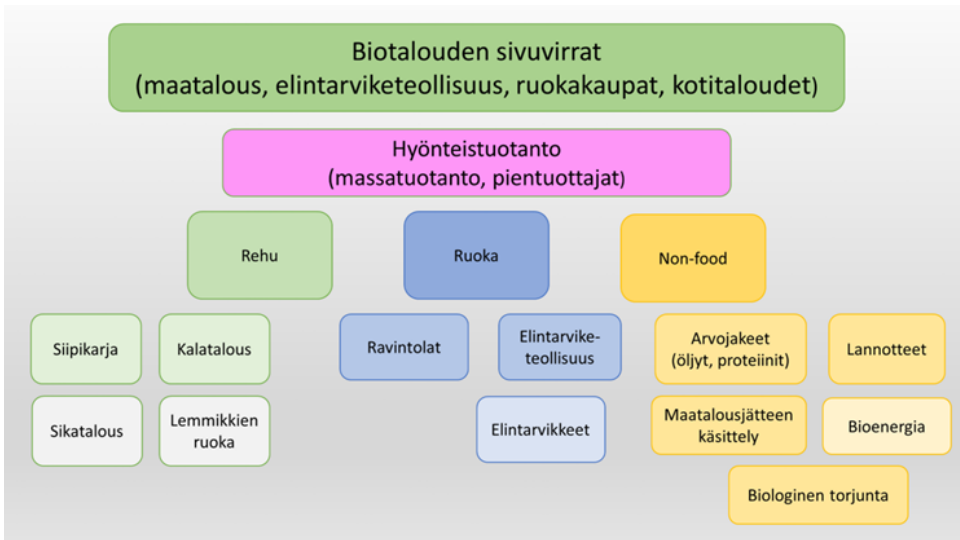 Biotalouden sivuvirrat
(maatalous, elintarviketeollisuus, ruokakaupat, kotitaloudet)
Hyönteistuotanto
(massatuotanto, pientuottajat)
Rehu
Ruoka
Non-food
Siipikarja
Kalatalous
Ravintolat
Elintarvike-
teollisuus
Arvojakeet
(öljyt, proteiinit)
Lannotteet
Sikatalous
Lemmikkien
ruoka
Elintarvikkeet
Maatalousjätteen
käsittely
Bioenergia
Biologinen torjunta